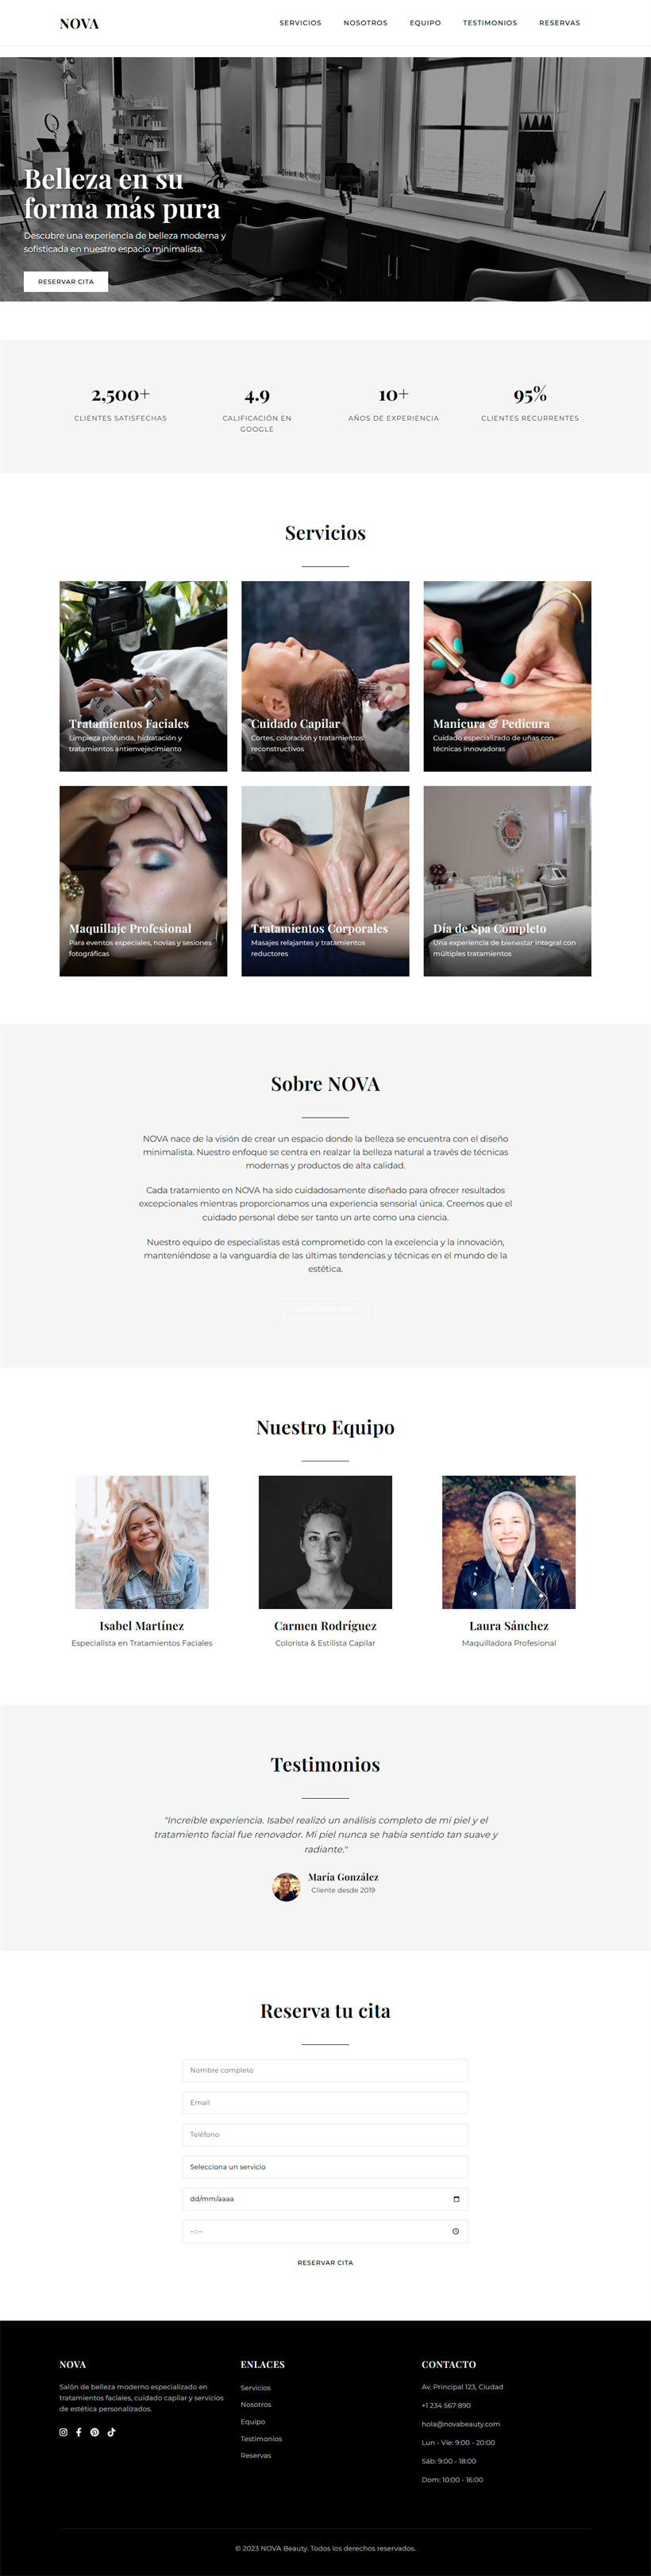 NOVA
SERVICIOS NOSOTROS EQUIPO TESTIMONIOS RESERVAS
Belleza en su
forma más pura
Descubre una experiencia de belleza moderna y
sofisticada en nuestro espacio minimalista.
RESERVAR CITA
2,500+
CLIENTES SATISFECHAS
4.9
CALIFICACIÓN EN
GOOGLE
10+
AÑOS DE EXPERIENCIA
95%
CLIENTES RECURRENTES
Servicios
Tratamientos Faciales
Limpieza profunda, hidratación y
tratamientos antienvejecimiento
Cuidado Capilar
Cortes, coloración y tratamientos
reconstructivos
Manicura & Pedicura
Cuidado especializado de uñas con
técnicas innovadoras
Maquillaje Profesional
Para eventos especiales, novias y sesiones
fotográficas
Tratamientos Corporales
Masajes relajantes y tratamientos
reductores
Día de Spa Completo
Una experiencia de bienestar integral con
múltiples tratamientos
Sobre NOVA
NOVA nace de la visión de crear un espacio donde la belleza se encuentra con el diseño
minimalista. Nuestro enfoque se centra en realzar la belleza natural a través de técnicas
modernas y productos de alta calidad.
Cada tratamiento en NOVA ha sido cuidadosamente diseñado para ofrecer resultados
excepcionales mientras proporcionamos una experiencia sensorial única. Creemos que el
cuidado personal debe ser tanto un arte como una ciencia.
Nuestro equipo de especialistas está comprometido con la excelencia y la innovación,
manteniéndose a la vanguardia de las últimas tendencias y técnicas en el mundo de la
estética.
Nuestro Equipo
Isabel Martínez
Especialista en Tratamientos Faciales
Carmen Rodríguez
Colorista & Estilista Capilar
Laura Sánchez
Maquilladora Profesional
Testimonios
"Increíble experiencia. Isabel realizó un análisis completo de mi piel y el
tratamiento facial fue renovador. Mi piel nunca se había sentido tan suave y
radiante."
María González
Cliente desde 2019
Reserva tu cita
Nombre completo
Email
Teléfono
Selecciona un servicio
dd/mm/aaaa
--:--
RESERVAR CITA
NOVA
Salón de belleza moderno especializado en
tratamientos faciales, cuidado capilar y servicios
de estética personalizados.
ENLACES
Servicios
Nosotros
Equipo
Testimonios
Reservas
CONTACTO
Av. Principal 123, Ciudad
+1 234 567 890
hola@novabeauty.com
Lun - Vie: 9:00 - 20:00
Sáb: 9:00 - 18:00
Dom: 10:00 - 16:00
© 2023 NOVA Beauty. Todos los derechos reservados.